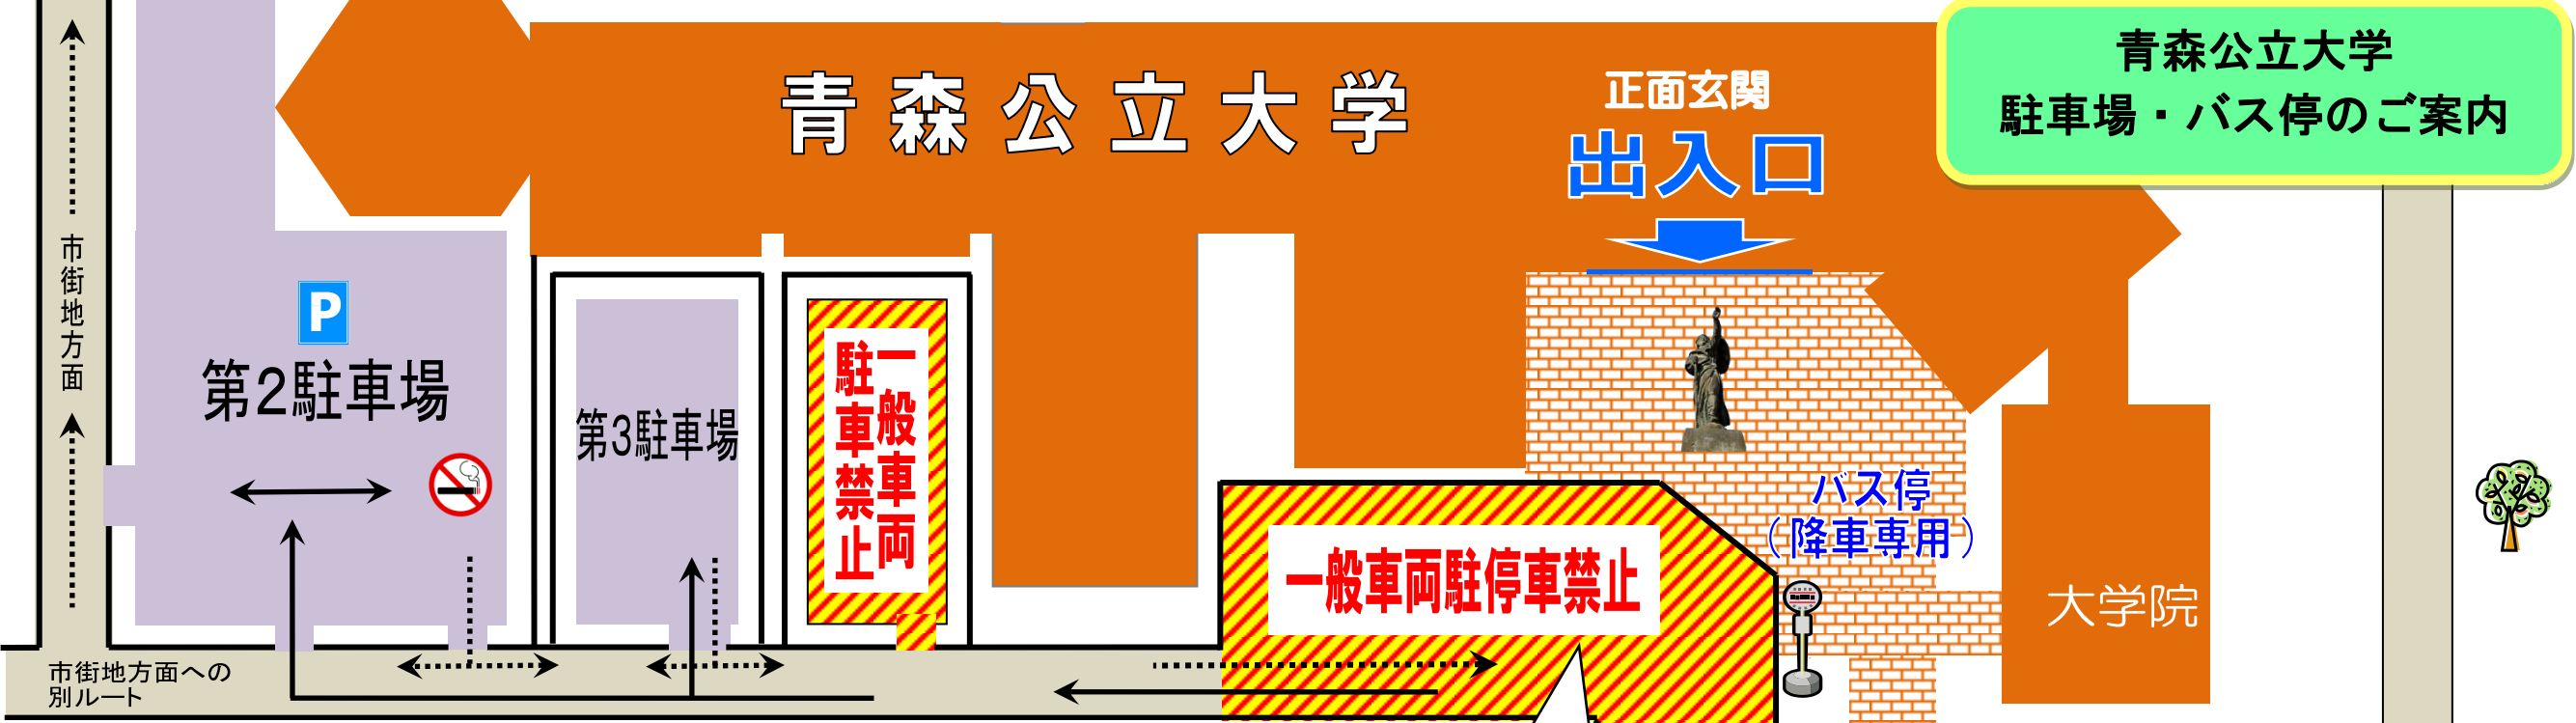 青森公立大学
駐車場・バス停のご案内
青森公立大学
正面玄関
出入口
市街地方面
P
第2駐車場
第3駐車場
一般車両
駐車禁止
バス停
（降車専用）
一般車両駐停車禁止
大学院
市街地方面への
別ルート